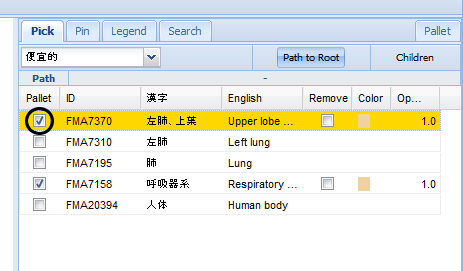 Pick Pin Legend Search Pallet
便宜的 Path to Root Children
Path -
Pallet ID 漢字 English Remove Color Op...
FMA7370 左肺、上葉 Upper lobe ... 1.0
FMA7310 左肺 Left lung
FMA7195 肺 Lung
FMA7158 呼吸器系 Respiratory ... 1.0
FMA20394 人体 Human body